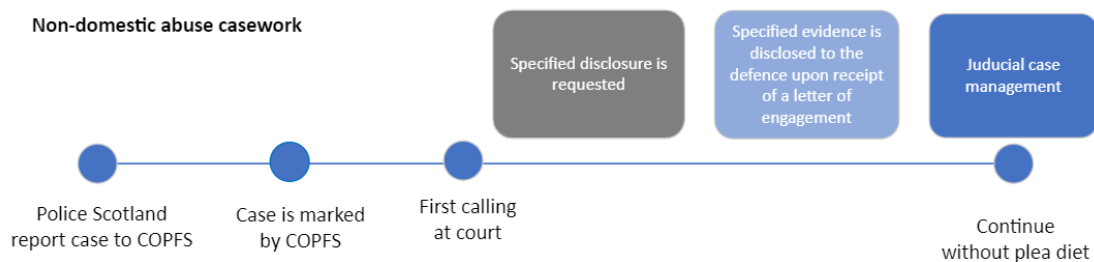 Non-domestic abuse casework
Specified disclosure is
requested
Specified evidence is
disclosed to the
defence upon receipt
of a letter of
engagement
Juducial case
management
Police Scotland
report case to COPFS
Case is marked
by COPFS
First calling
at court
Continue
without plea diet